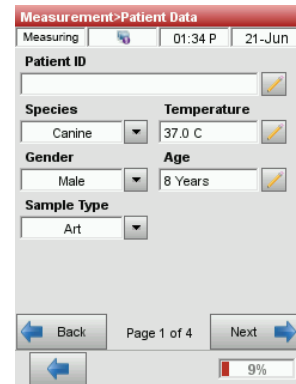 Measurement>Patient Data
Measuring 01:34 P 21-Jun
Patient ID
Species Temperature
Canine 37.0 C
Gender Age
Male 8 Years
Sample Type
Art
Back Page 1 of 4 Next
9%